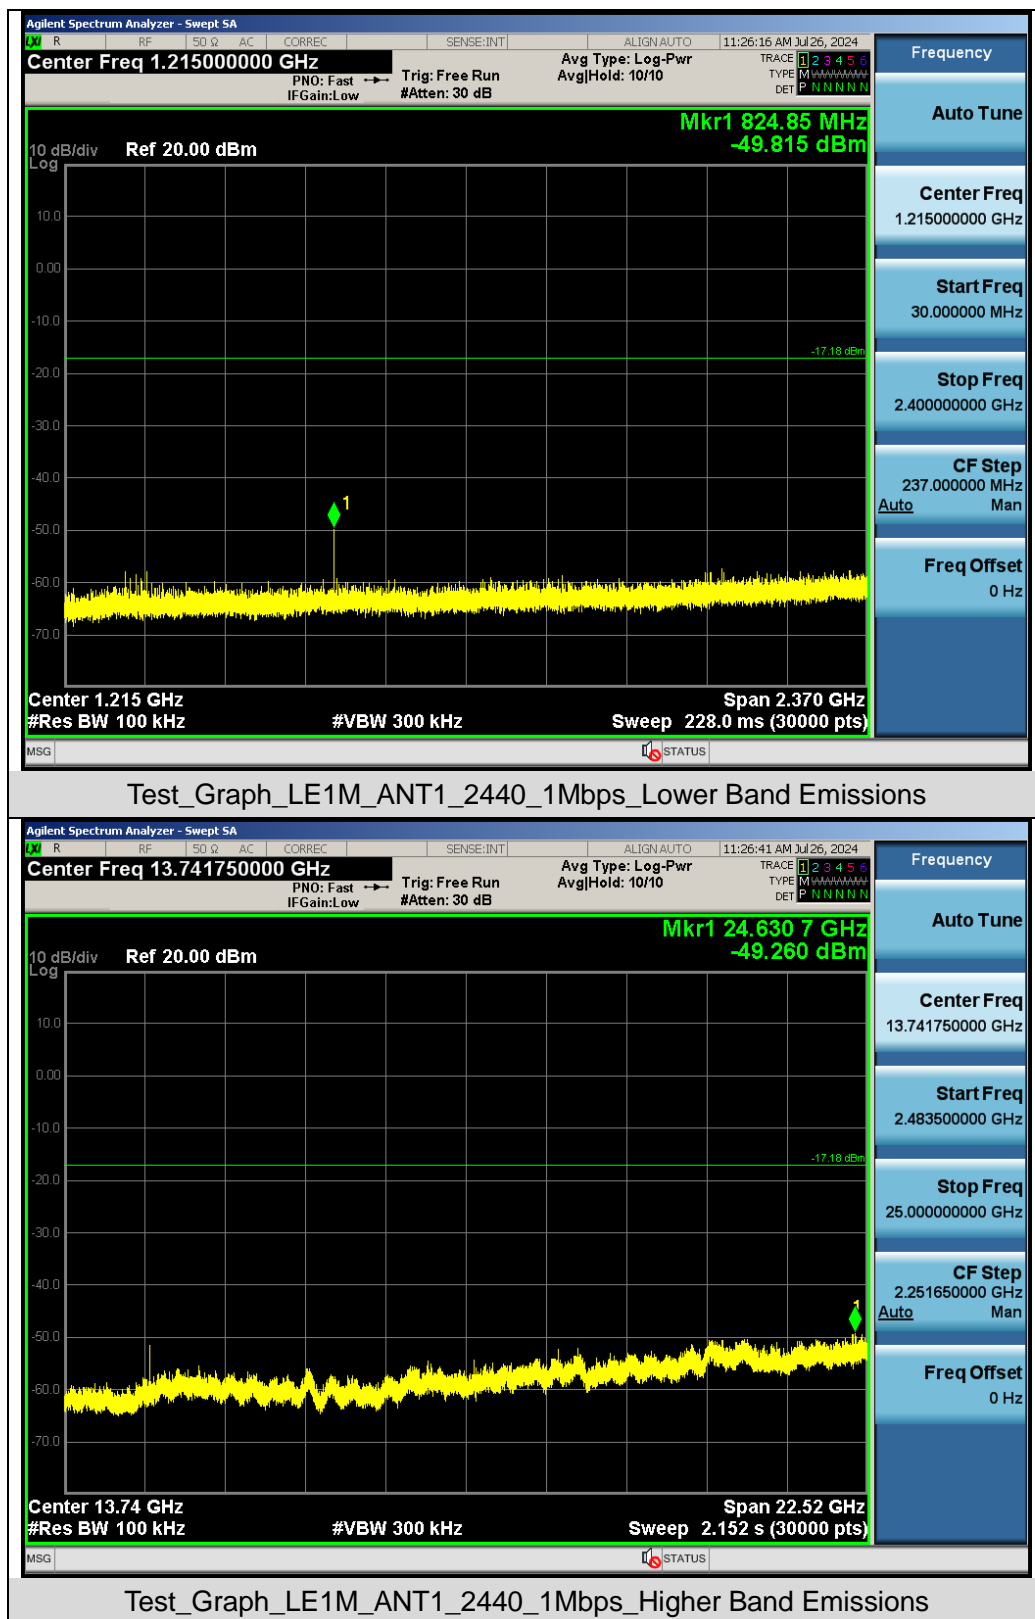 Agilent Spectrum Analyzer - Swept SA
LXI R RF 50 Ω AC CORREC SENSE:INT ALIGN AUTO 11:26:16 AM Jul 26, 2024
Center Freq 1.215000000 GHz
PNO: Fast
IFGain:Low
Trig: Free Run
#Atten: 30 dB
Avg Type: Log-Pwr
Avg|Hold: 10/10
TRACE 1 2 3 4 5 6
TYPE M WWWWW
DET P N N N N N
Mkr1 824.85 MHz
-49.815 dBm
10 dB/div Ref 20.00 dBm
Log
10.0
0.00
-10.0
-17.18 dBm
-20.0
-30.0
-40.0
1
-50.0
-60.0
-70.0
Center 1.215 GHz Span 2.370 GHz
#Res BW 100 kHz #VBW 300 kHz Sweep 228.0 ms (30000 pts)
MSG STATUS
Frequency
Auto Tune
Center Freq
1.215000000 GHz
Start Freq
30.000000 MHz
Stop Freq
2.400000000 GHz
CF Step
237.000000 MHz
Auto Man
Freq Offset
0 Hz
Test_Graph_LE1M_ANT1_2440_1Mbps_Lower Band Emissions
Agilent Spectrum Analyzer - Swept SA
LXI R RF 50 Ω AC CORREC SENSE:INT ALIGN AUTO 11:26:41 AM Jul 26, 2024
Center Freq 13.741750000 GHz
PNO: Fast
IFGain:Low
Trig: Free Run
#Atten: 30 dB
Avg Type: Log-Pwr
Avg|Hold: 10/10
TRACE 1 2 3 4 5 6
TYPE M WWWWW
DET P N N N N N
Mkr1 24.630 7 GHz
-49.260 dBm
10 dB/div Ref 20.00 dBm
Log
10.0
0.00
-10.0
-17.18 dBm
-20.0
-30.0
-40.0
1
-50.0
-60.0
-70.0
Center 13.74 GHz Span 22.52 GHz
#Res BW 100 kHz #VBW 300 kHz Sweep 2.152 s (30000 pts)
MSG STATUS
Frequency
Auto Tune
Center Freq
13.741750000 GHz
Start Freq
2.483500000 GHz
Stop Freq
25.000000000 GHz
CF Step
2.251650000 GHz
Auto Man
Freq Offset
0 Hz
Test_Graph_LE1M_ANT1_2440_1Mbps_Higher Band Emissions